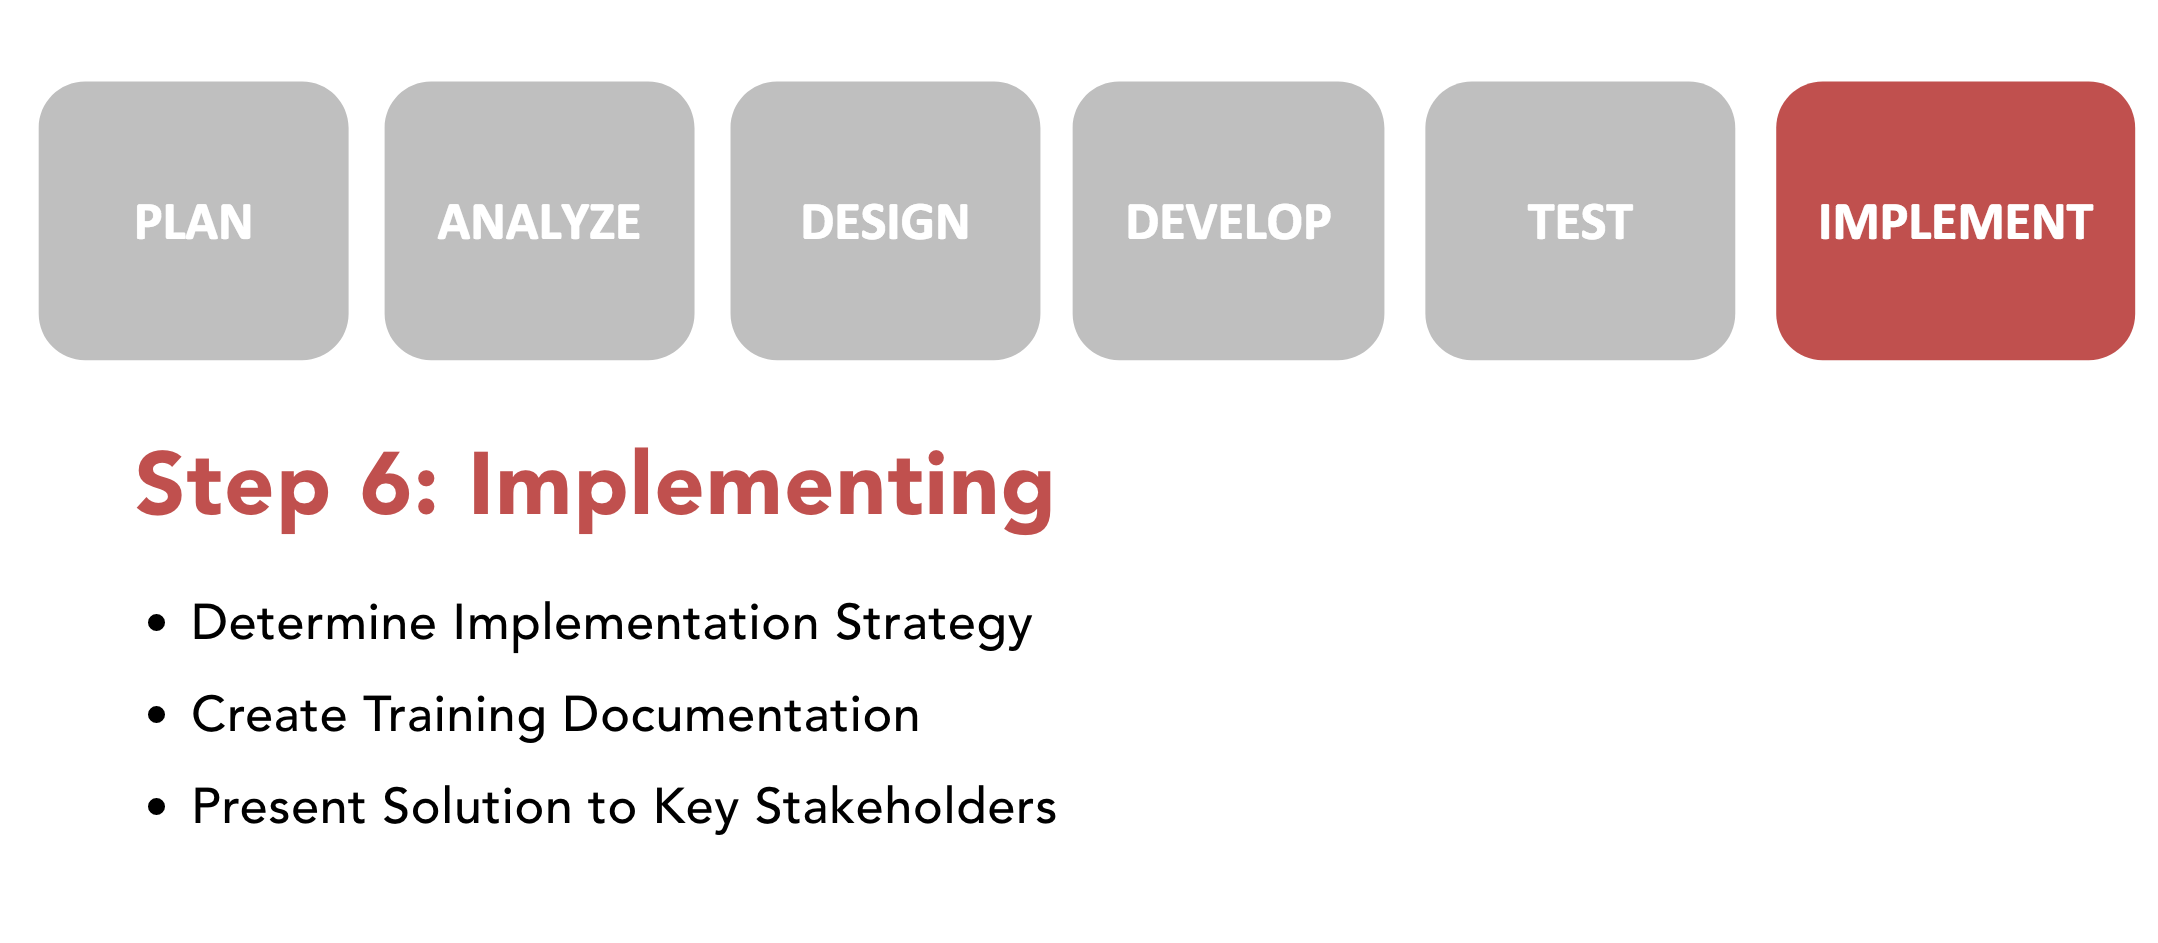 PLAN ANALYZE DESIGN DEVELOP TEST IMPLEMENT
Step 6: Implementing
• Determine Implementation Strategy
• Create Training Documentation
• Present Solution to Key Stakeholders